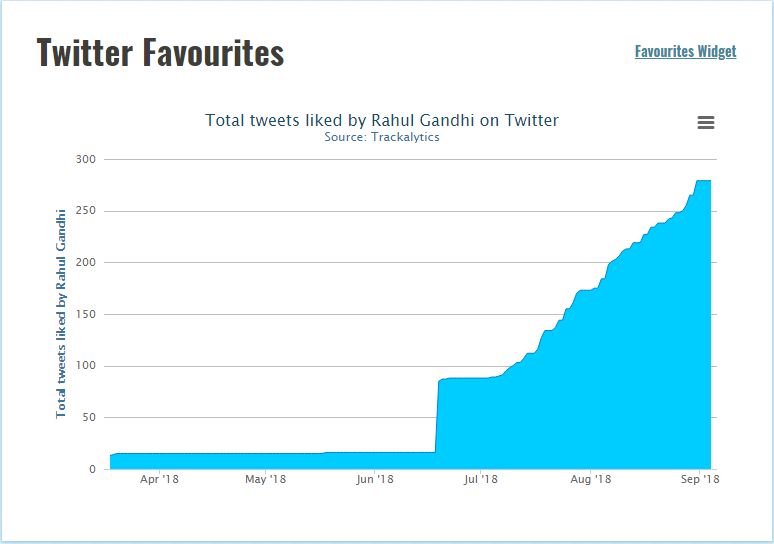 Twitter Favourites
Favourites Widget
Total tweets liked by Rahul Gandhi on Twitter
Source: Trackalytics
Total tweets liked by Rahul Gandhi
300
250
200
150
100
50
0
Apr '18 May '18 Jun '18 Jul '18 Aug '18 Sep '18